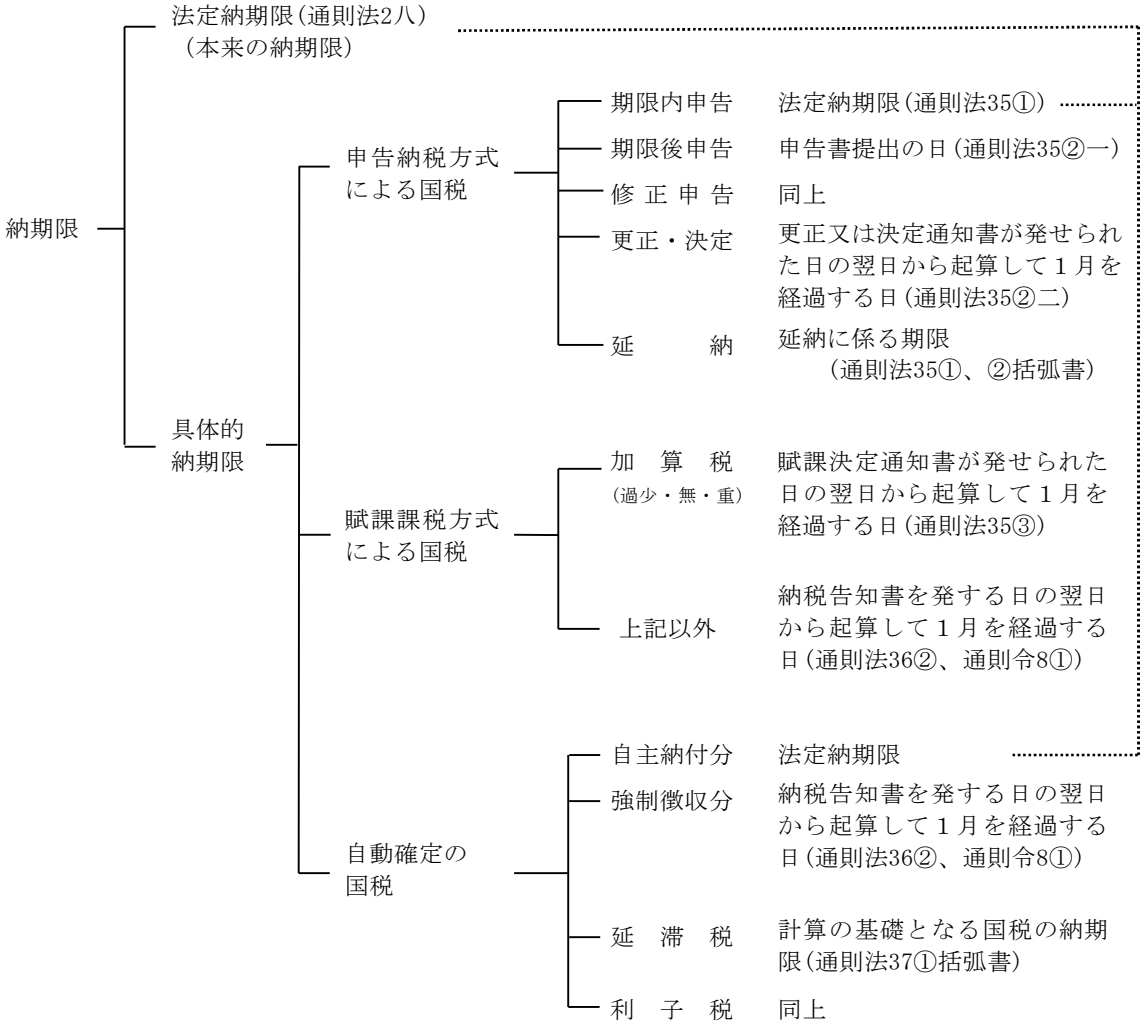 納期限
法定納期限(通則法2八)
(本来の納期限)
具体的
納期限
申告納税方式
による国税
期限内申告　法定納期限(通則法35①)
期限後申告　申告書提出の日(通則法35②一)
修正申告　同上
更正・決定　更正又は決定通知書が発せられ
た日の翌日から起算して１月を
経過する日(通則法35②二)
延納　延納に係る期限
(通則法35①、②括弧書)
賦課課税方式
による国税
加算税　賦課決定通知書が発せられた
(過少・無・重)　日の翌日から起算して１月を
経過する日(通則法35③)
上記以外　納税告知書を発する日の翌日
から起算して１月を経過する
日(通則法36②、通則令8①)
自動確定の
国税
自主納付分　法定納期限
強制徴収分　納税告知書を発する日の翌日
から起算して１月を経過する
日(通則法36②、通則令8①)
延滞税　計算の基礎となる国税の納期
限(通則法37①括弧書)
利子税　同上